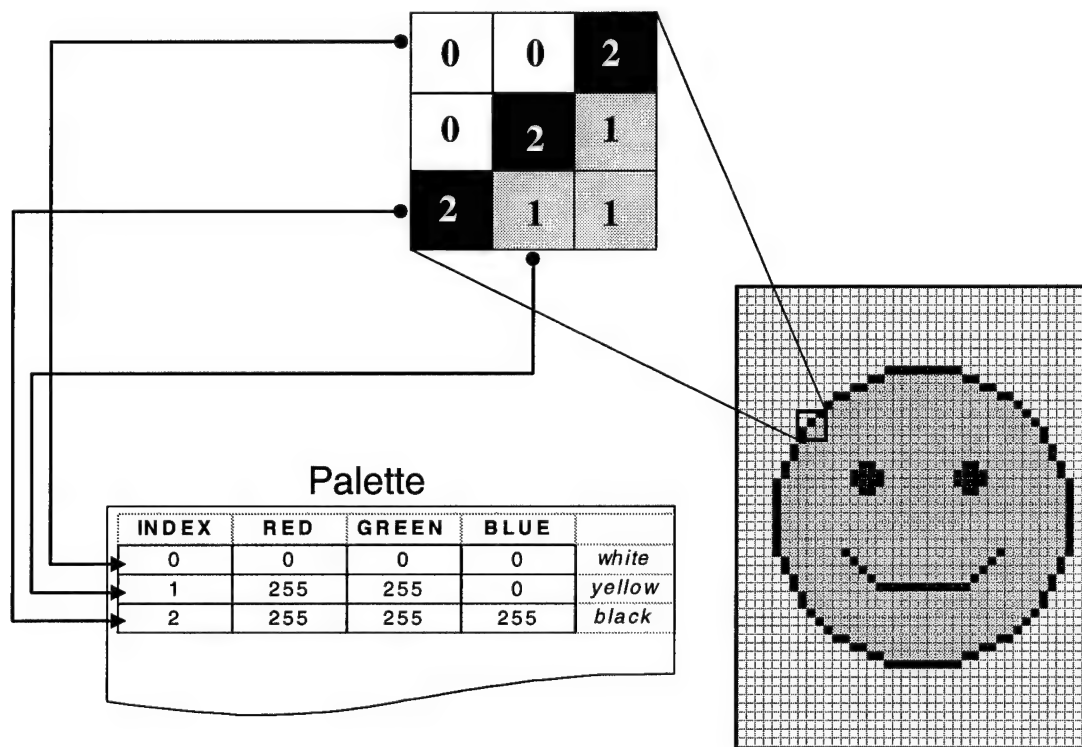 0 0 2
0 2 1
2 1 1
Palette
INDEX RED GREEN BLUE
0 0 0 0 white
1 255 255 0 yellow
2 255 255 255 black